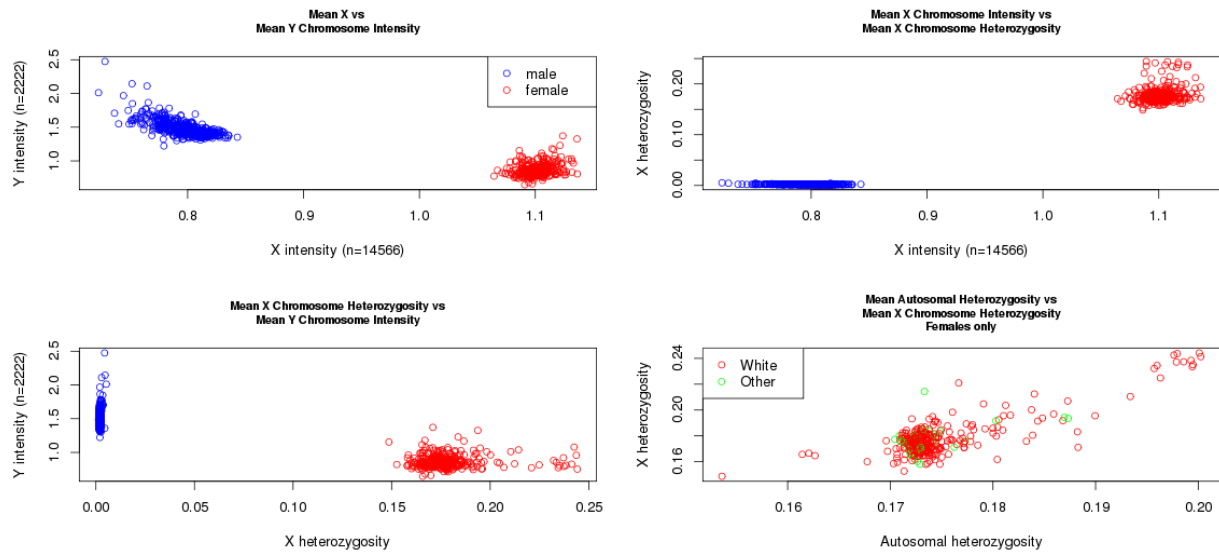 Mean X vs
Mean Y Chromosome Intensity
Y intensity (n=2222)
2.5
2.0
1.5
1.0
male
female
0.8
0.9
1.0
1.1
X intensity (n=14566)
Mean X Chromosome Intensity vs
Mean X Chromosome Heterozygosity
X heterozygosity
0.20
0.10
0.00
0.8
0.9
1.0
1.1
X intensity (n=14566)
Mean X Chromosome Heterozygosity vs
Mean Y Chromosome Intensity
Y intensity (n=2222)
2.5
2.0
1.5
1.0
0.00
0.05
0.10
0.15
0.20
0.25
X heterozygosity
Mean Autosomal Heterozygosity vs
Mean X Chromosome Heterozygosity
Females only
X heterozygosity
0.24
0.20
0.16
White
Other
0.16
0.17
0.18
0.19
0.20
Autosomal heterozygosity